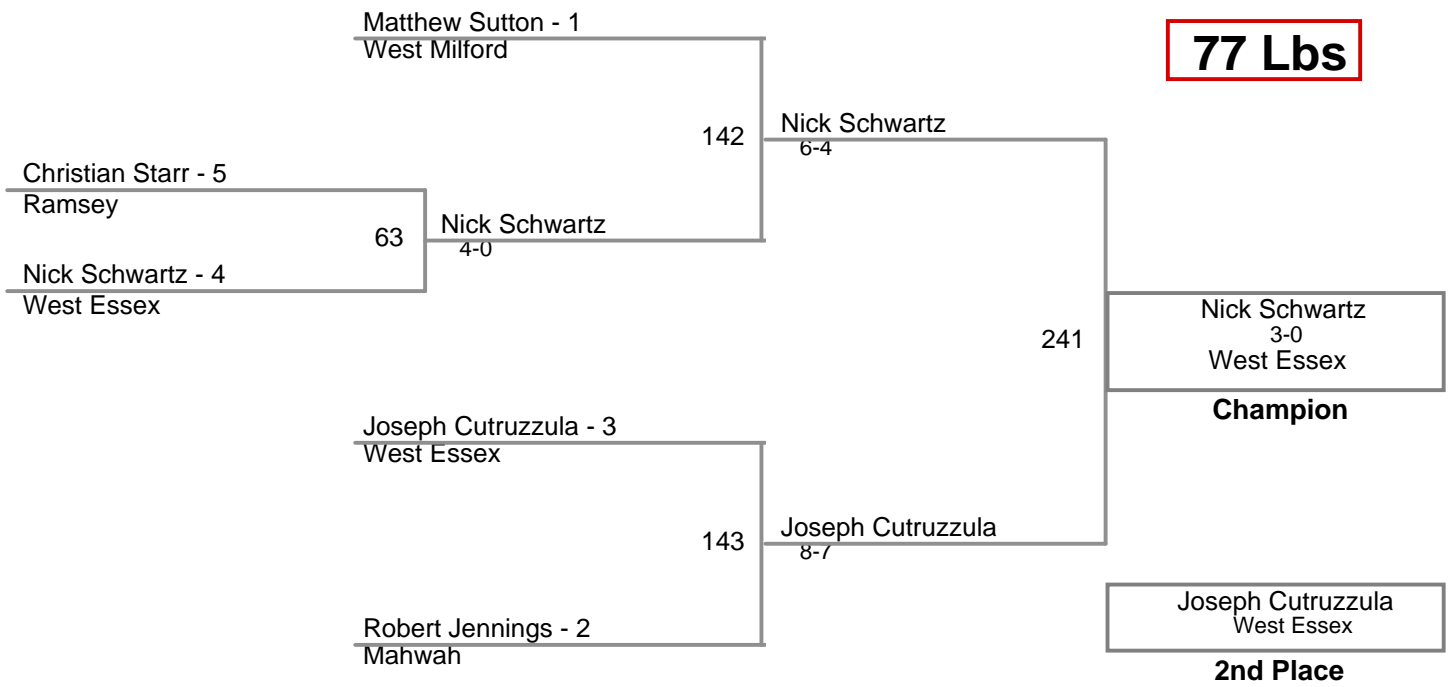 Matthew Sutton - 1
West Milford
77 Lbs
142
Nick Schwartz
6-4
Christian Starr - 5
Ramsey
63
Nick Schwartz
4-0
Nick Schwartz - 4
West Essex
241
Nick Schwartz
3-0
West Essex
Champion
Joseph Cutruzzula - 3
West Essex
143
Joseph Cutruzzula
8-7
Robert Jennings - 2
Mahwah
Joseph Cutruzzula
West Essex
2nd Place